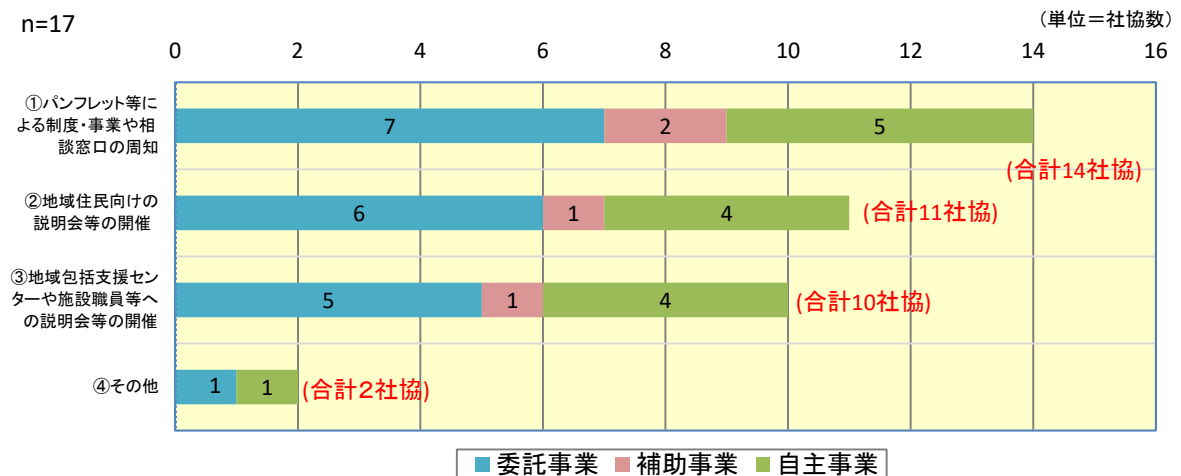 n=17
(単位=社協数)
0 2 4 6 8 10 12 14 16
①パンフレット等に
よる制度・事業や相
談窓口の周知
7 2 5
(合計14社協)
②地域住民向けの
説明会等の開催
6 1 4
(合計11社協)
③地域包括支援セン
ターや施設職員等へ
の説明会等の開催
5 1 4
(合計10社協)
④その他
1 1
(合計２社協)
委託事業 補助事業 自主事業